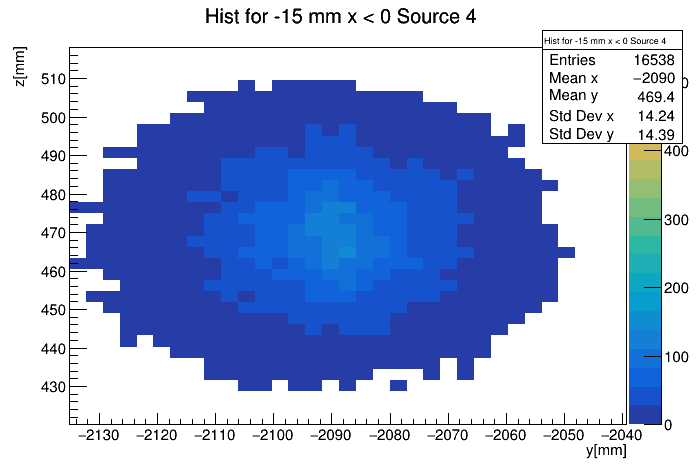 Hist for -15 mm x < 0 Source 4
Hist for -15 mm x < 0 Source 4
Entries 16538
Mean x −2090
Mean y 469.4
Std Dev x 14.24
Std Dev y 14.39
z[mm]
510
500
490
480
470
460
450
440
430
0
400
300
200
100
0
−2130 −2120 −2110 −2100 −2090 −2080 −2070 −2060 −2050 −2040
y[mm]